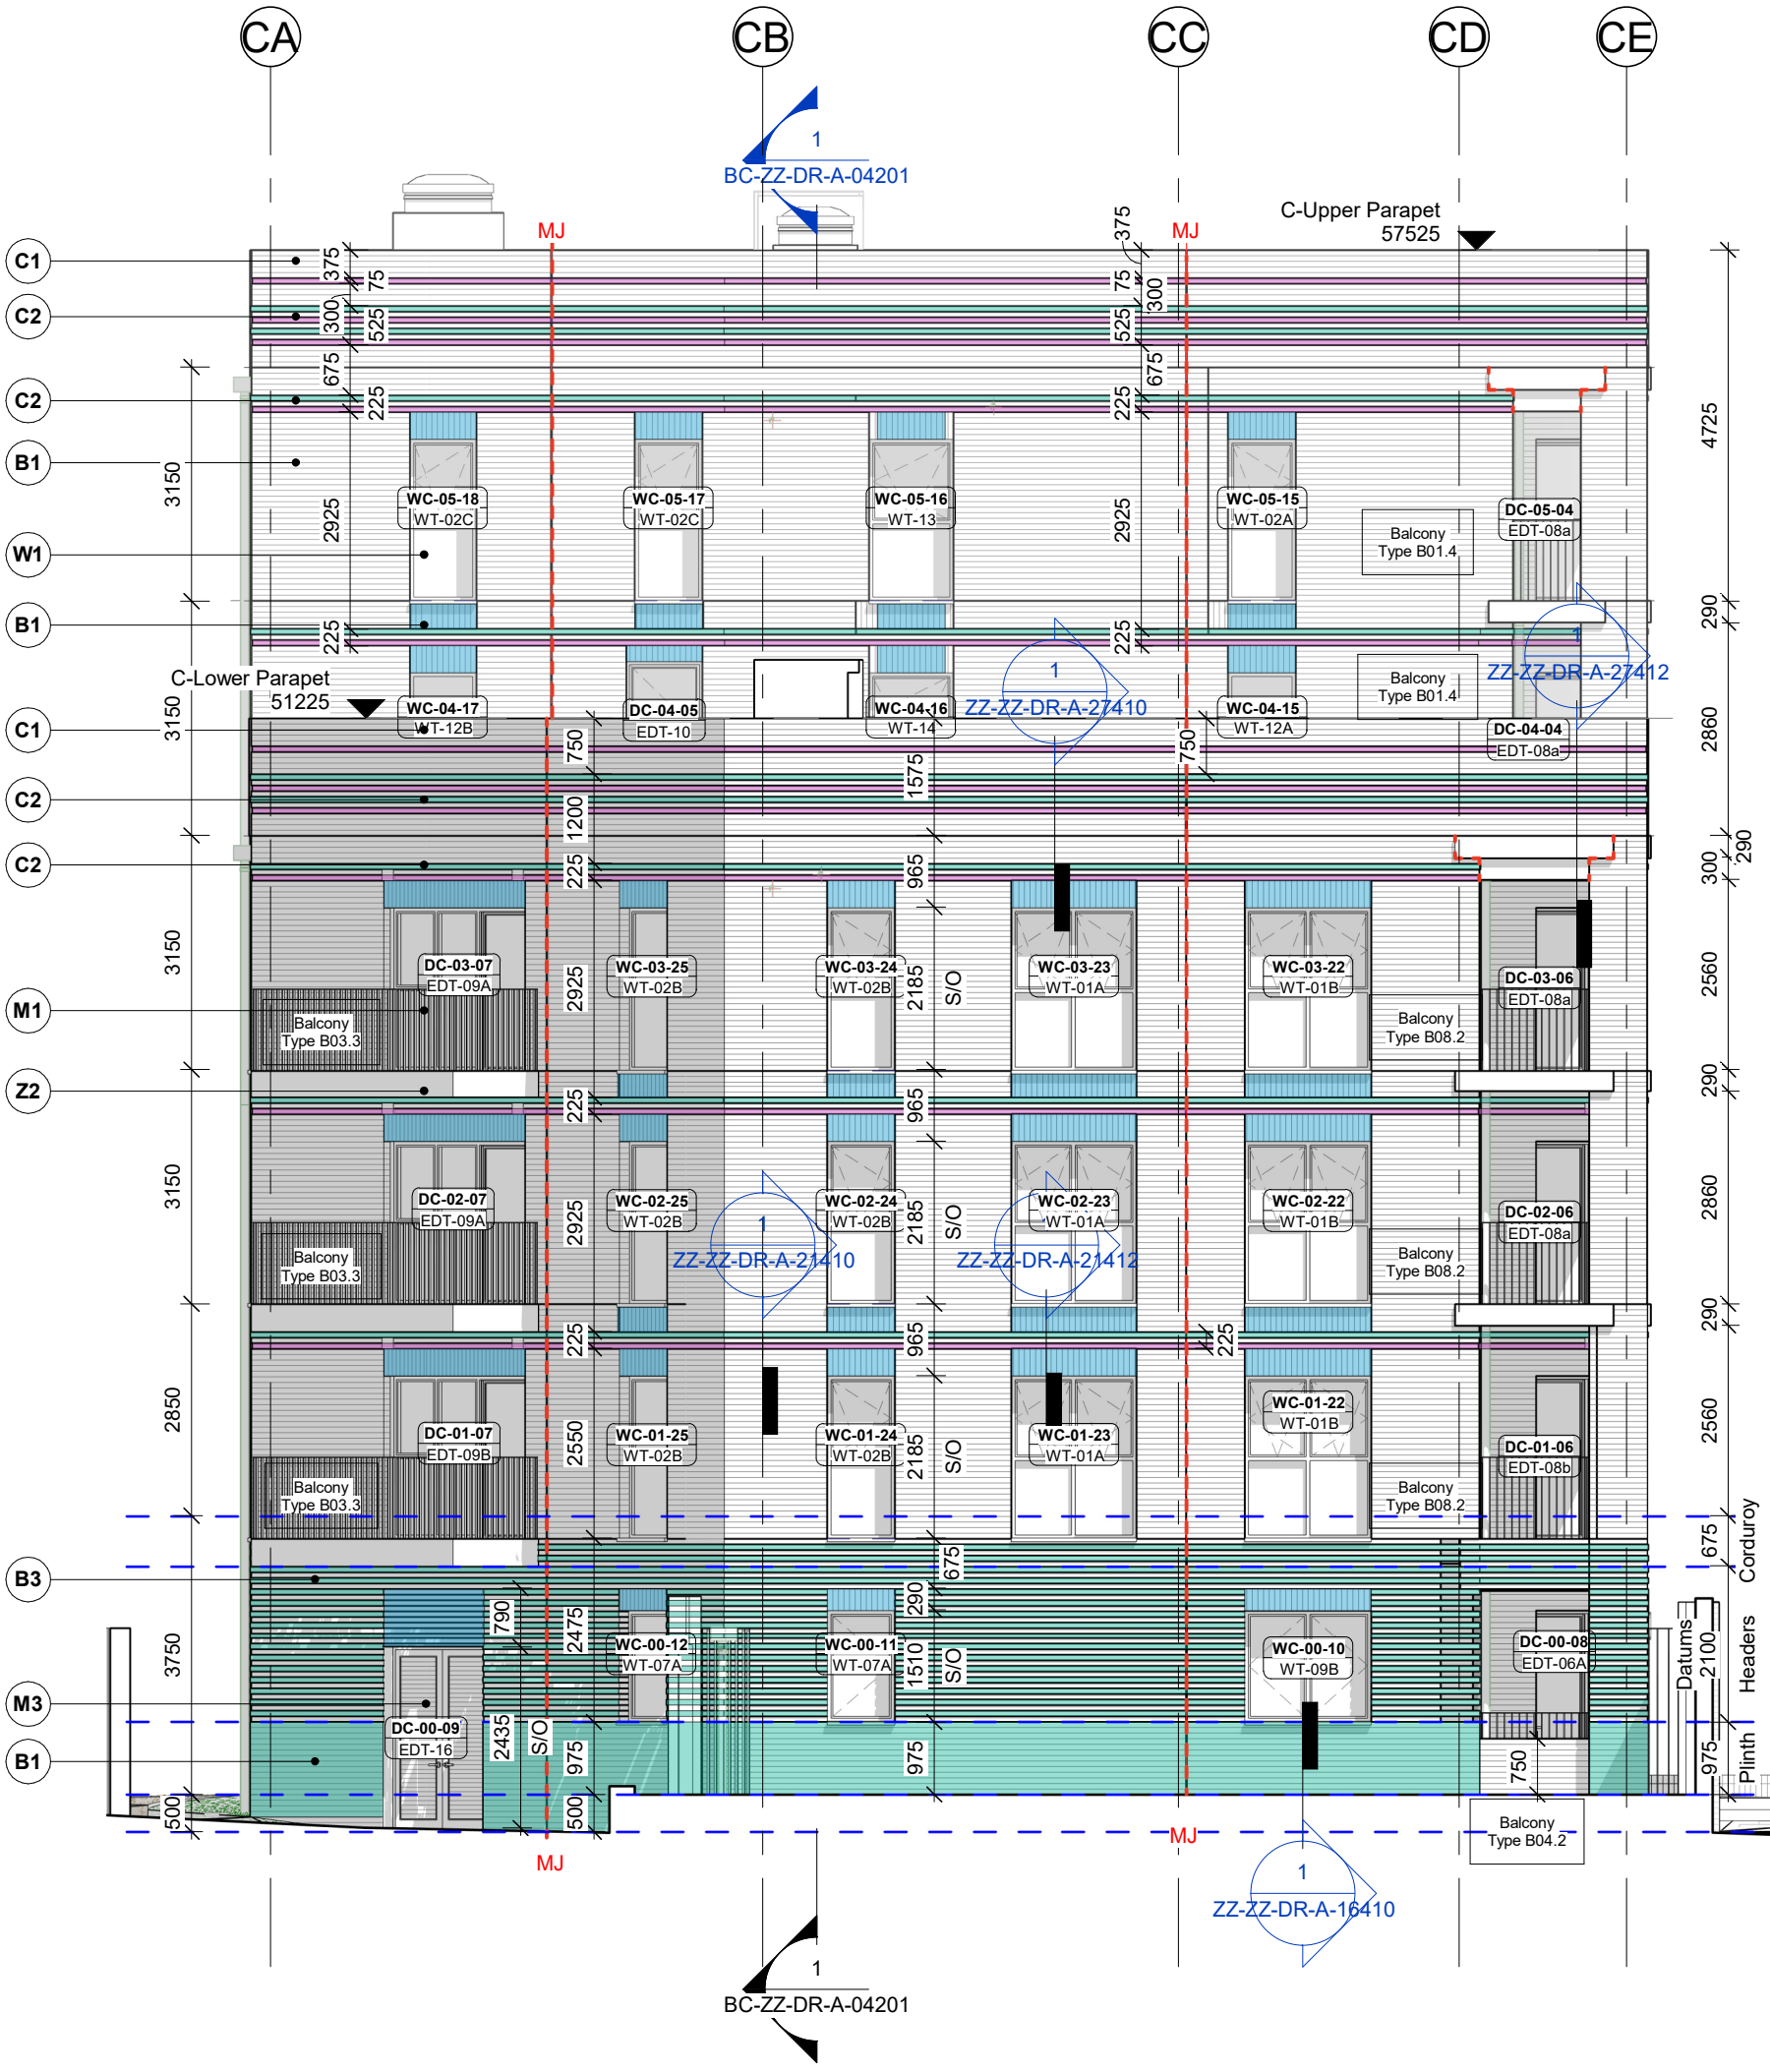 CA
CB
CC
CD
CE
1
BC-ZZ-DR-A-04201
C-Upper Parapet
57525
MJ
MJ
C1
375
75
375
75
C2
300
525
300
525
675
675
C2
225
225
4725
B1
3150
2925
2925
WC-05-18
WT-02C
WC-05-17
WT-02C
WC-05-16
WT-13
WC-05-15
WT-02A
DC-05-04
EDT-08a
Balcony
Type B01.4
W1
B1
290
225
225
1
ZZ-ZZ-DR-A-27410
1
ZZ-ZZ-DR-A-27412
Balcony
Type B01.4
C-Lower Parapet
51225
3150
WC-04-17
WT-12B
DC-04-05
EDT-10
WC-04-16
WT-14
WC-04-15
WT-12A
DC-04-04
EDT-08a
2860
C1
750
1575
750
C2
1200
290
C2
225
965
300
3150
2925
DC-03-07
EDT-09A
WC-03-25
WT-02B
WC-03-24
WT-02B
2185
S/O
WC-03-23
WT-01A
WC-03-22
WT-01B
DC-03-06
EDT-08a
2560
M1
Balcony
Type B03.3
Balcony
Type B08.2
Z2
225
965
290
3150
2925
DC-02-07
EDT-09A
WC-02-25
WT-02B
WC-02-24
WT-02B
2185
S/O
WC-02-23
WT-01A
WC-02-22
WT-01B
DC-02-06
EDT-08a
2860
1
ZZ-ZZ-DR-A-21410
1
ZZ-ZZ-DR-A-21412
Balcony
Type B03.3
Balcony
Type B08.2
225
965
225
290
2850
2550
DC-01-07
EDT-09B
WC-01-25
WT-02B
WC-01-24
WT-02B
2185
S/O
WC-01-23
WT-01A
WC-01-22
WT-01B
DC-01-06
EDT-08b
2560
Balcony
Type B03.3
Balcony
Type B08.2
675
675
Corduroy
B3
290
790
2475
3750
WC-00-12
WT-07A
WC-00-11
WT-07A
1510
S/O
WC-00-10
WT-09B
DC-00-08
EDT-06A
Datums
2100
Headers
M3
DC-00-09
EDT-16
2435
S/O
975
975
750
975
Plinth
B1
500
500
Balcony
Type B04.2
MJ
MJ
1
ZZ-ZZ-DR-A-16410
1
BC-ZZ-DR-A-04201